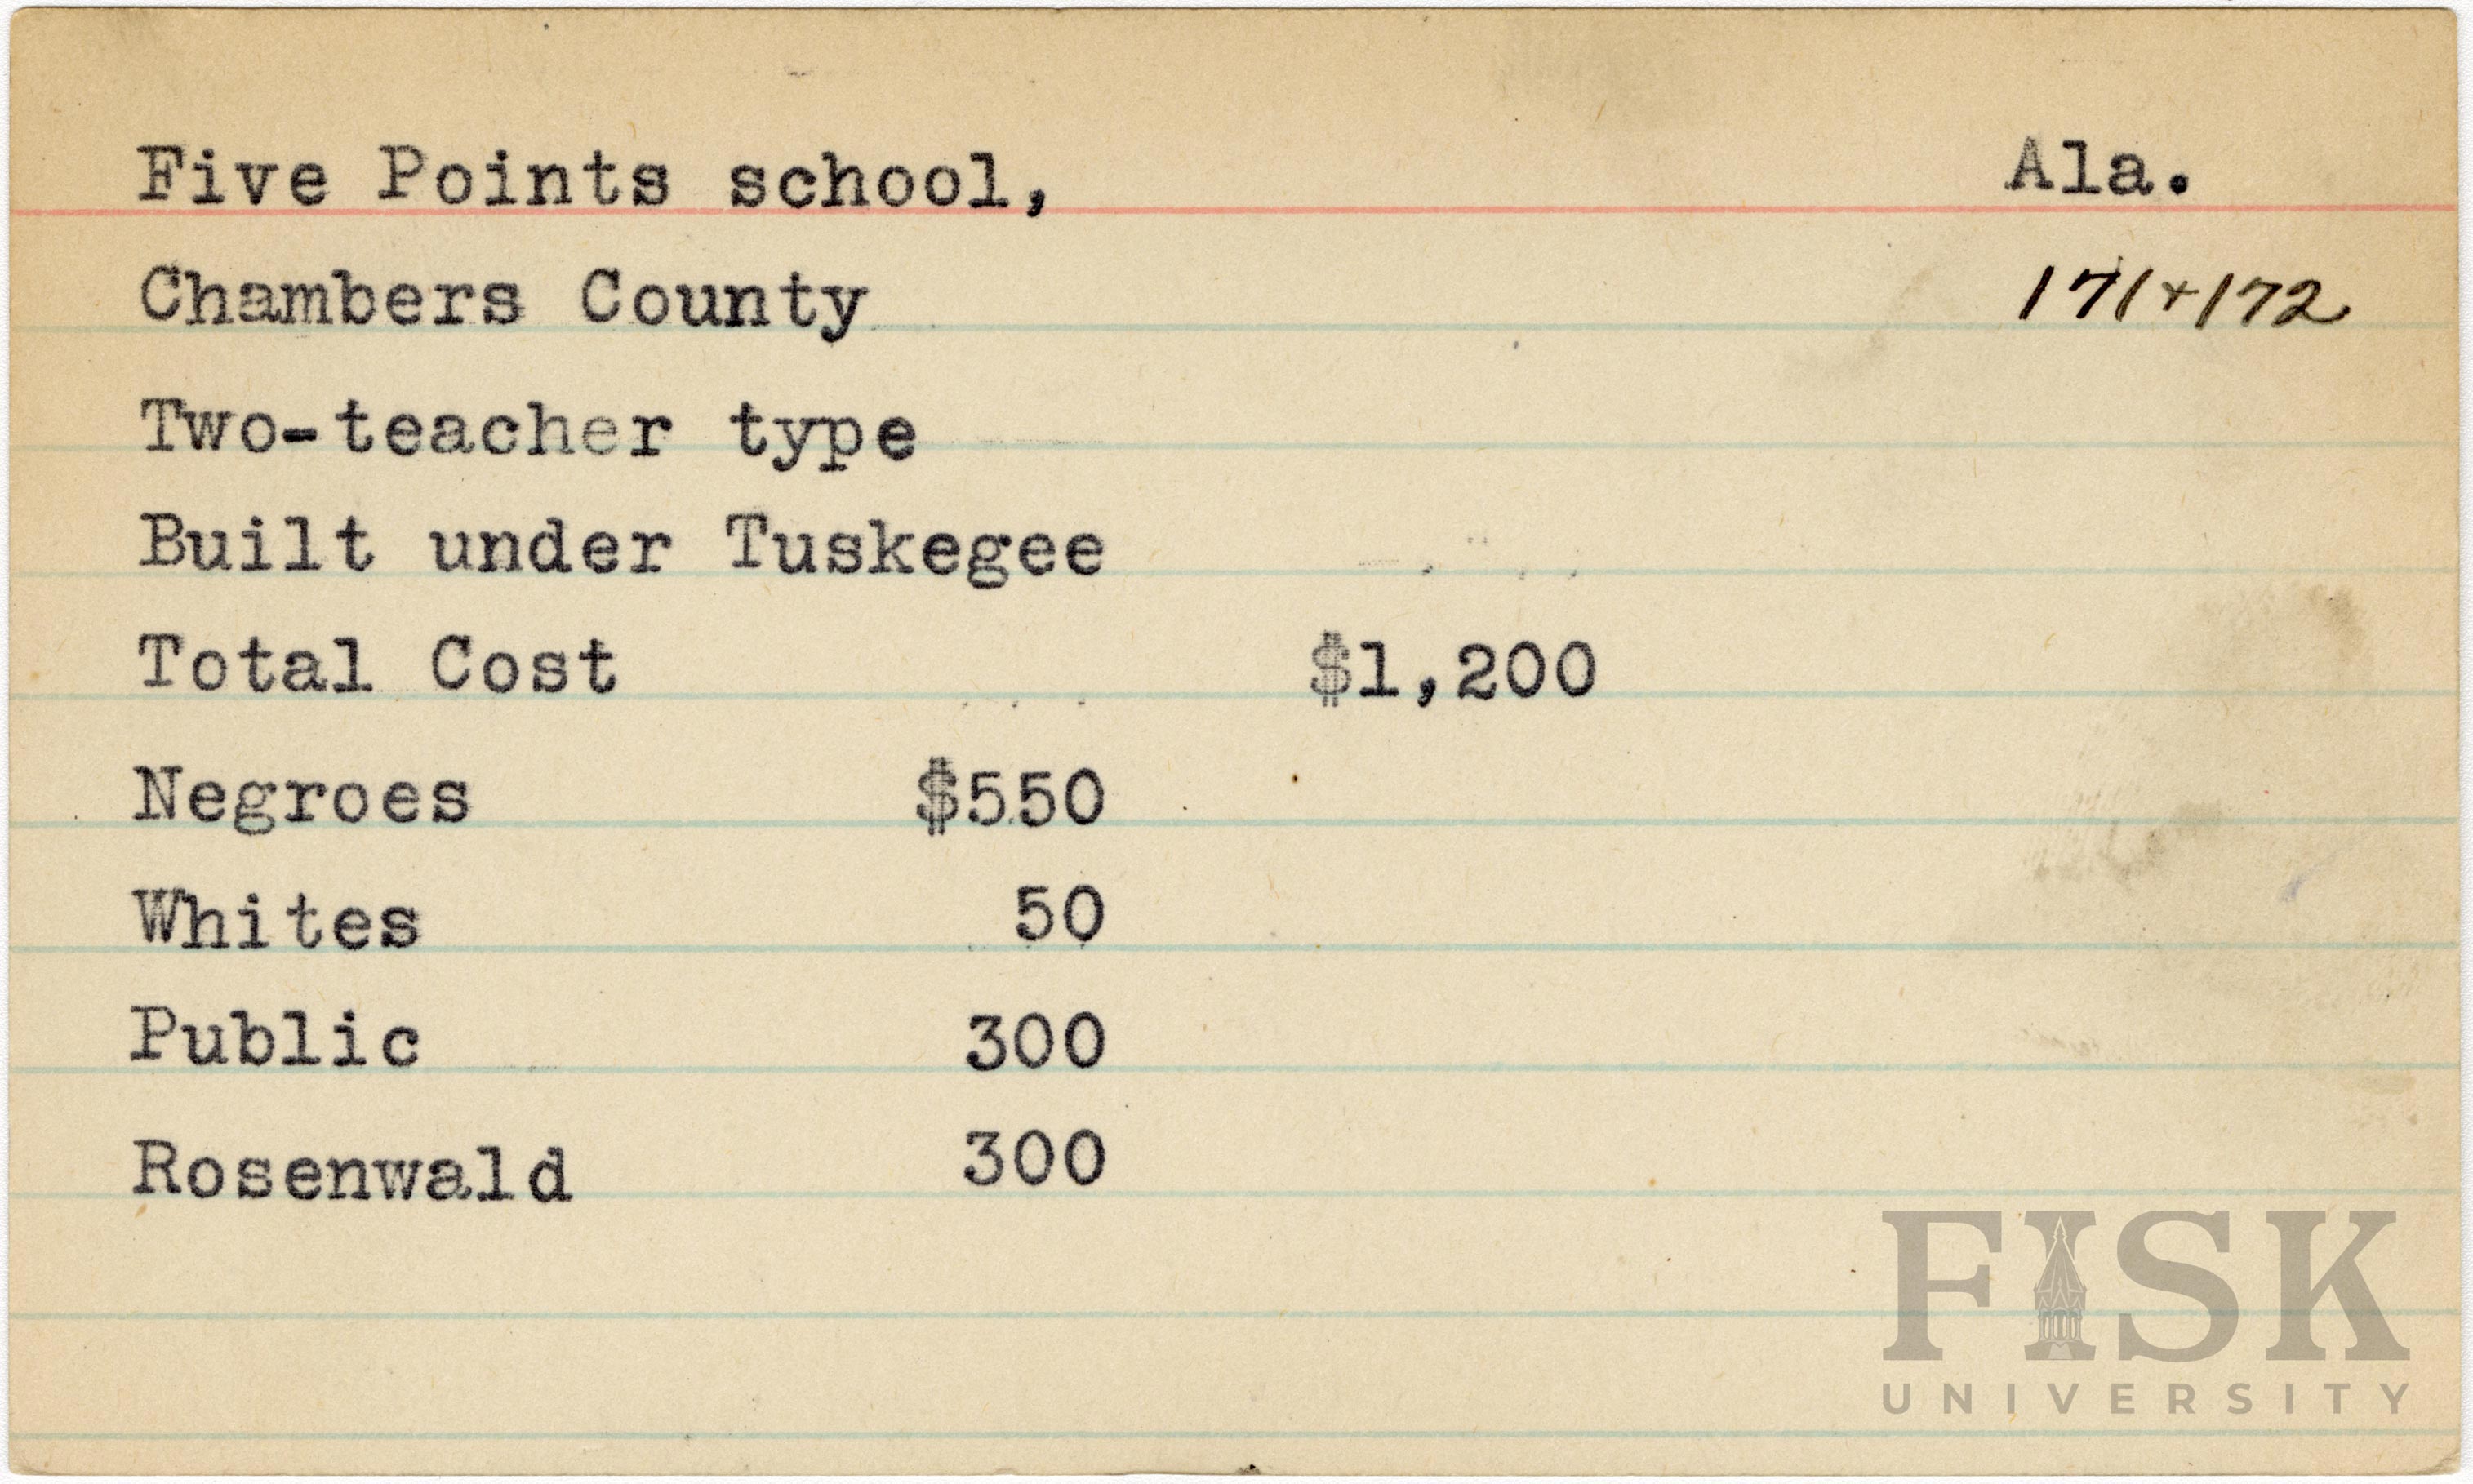 Five Points school, Ala.
Chambers County 171+172
Two-teacher type
Built under Tuskegee
Total Cost $1,200
Negroes $550
Whites 50
Public 300
Rosenwald 300
FISK
UNIVERSITY